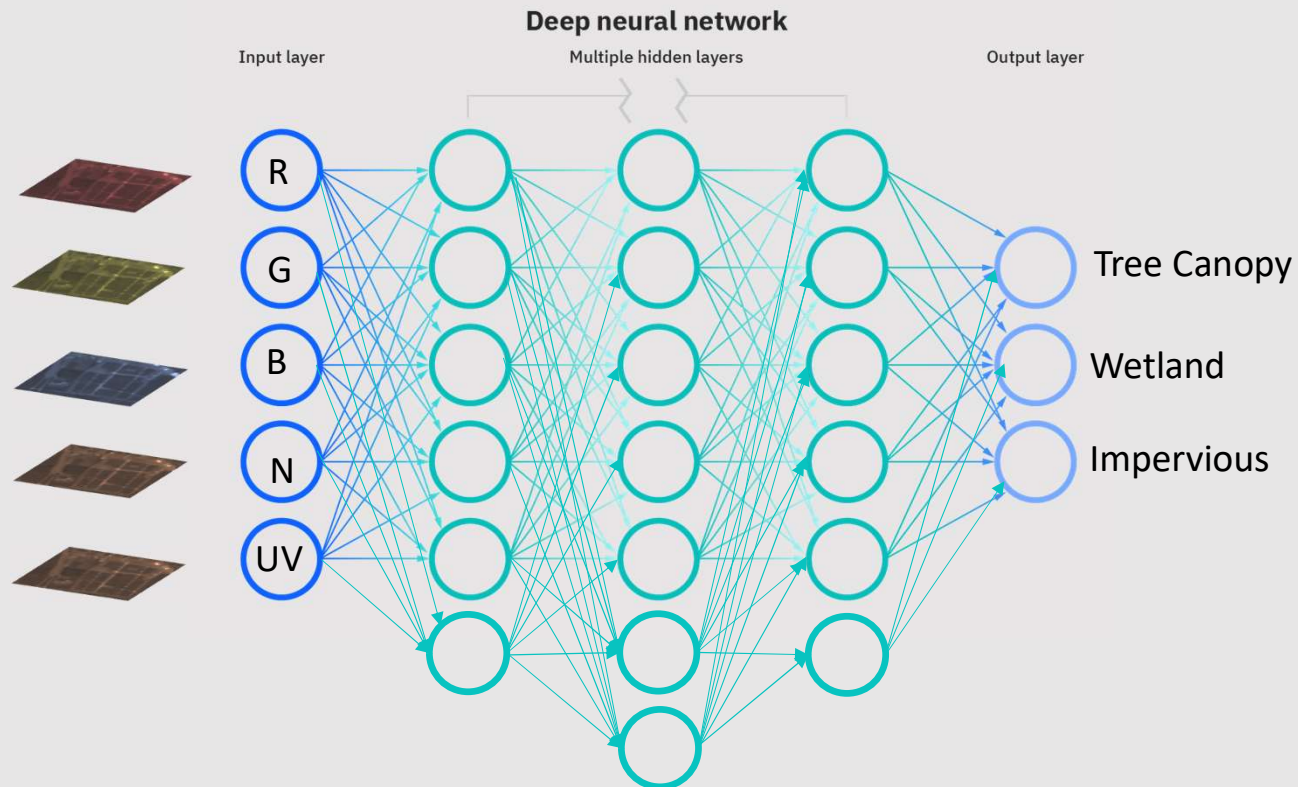 Deep neural network
Input layer
Multiple hidden layers
Output layer
R
G
B
N
UV
Tree Canopy
Wetland
Impervious